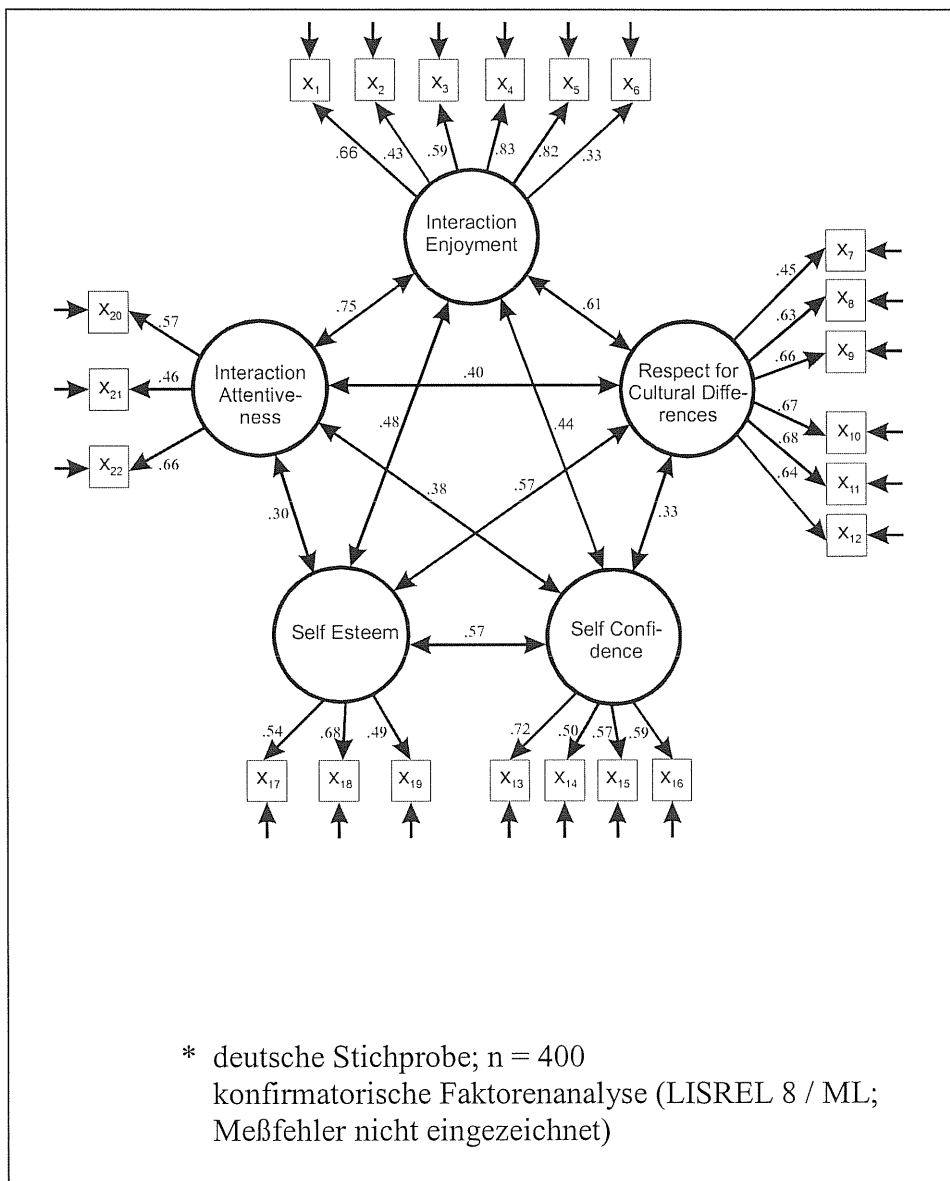 X1 X2 X3 X4 X5 X6
.66 .43 .59 .83 .82 .33
Interaction
Enjoyment
X7
.45
X8
.63
X9
.66
X10
.67
X11
.68
X12
.64
X20
.57
X21
.46
X22
.66
.75
.61
Interaction
Attentive-
ness
.40
Respect for
Cultural Diffe-
rences
.48
.44
.38
.57
.30
.33
Self Esteem
.57
Self Confi-
dence
.54 .68 .49
.72 .50 .57 .59
X17 X18 X19
X13 X14 X15 X16
* deutsche Stichprobe; n = 400
konfirmatorische Faktorenanalyse (LISREL 8 / ML;
Meßfehler nicht eingezeichnet)